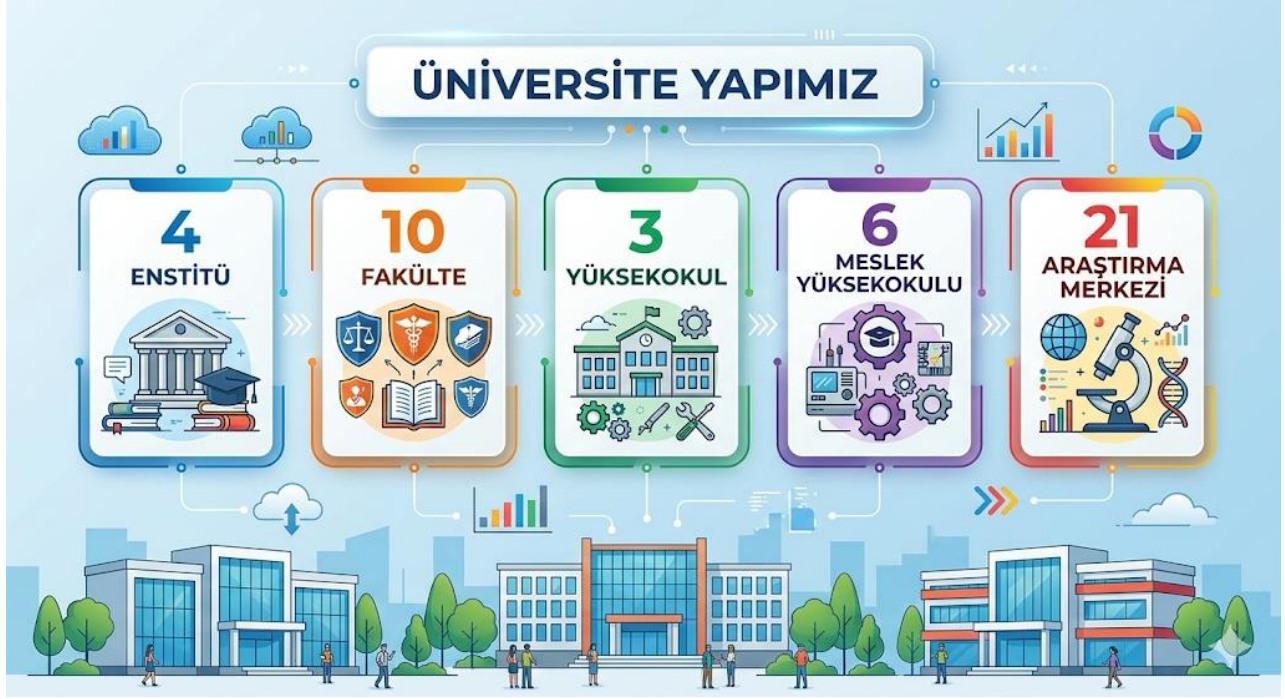 ÜNİVERSİTE YAPIMIZ
4
ENSTİTÜ
10
FAKÜLTE
3
YÜKSEKOKUL
6
MESLEK
YÜKSEKOKULU
21
ARAŞTIRMA
MERKEZİ